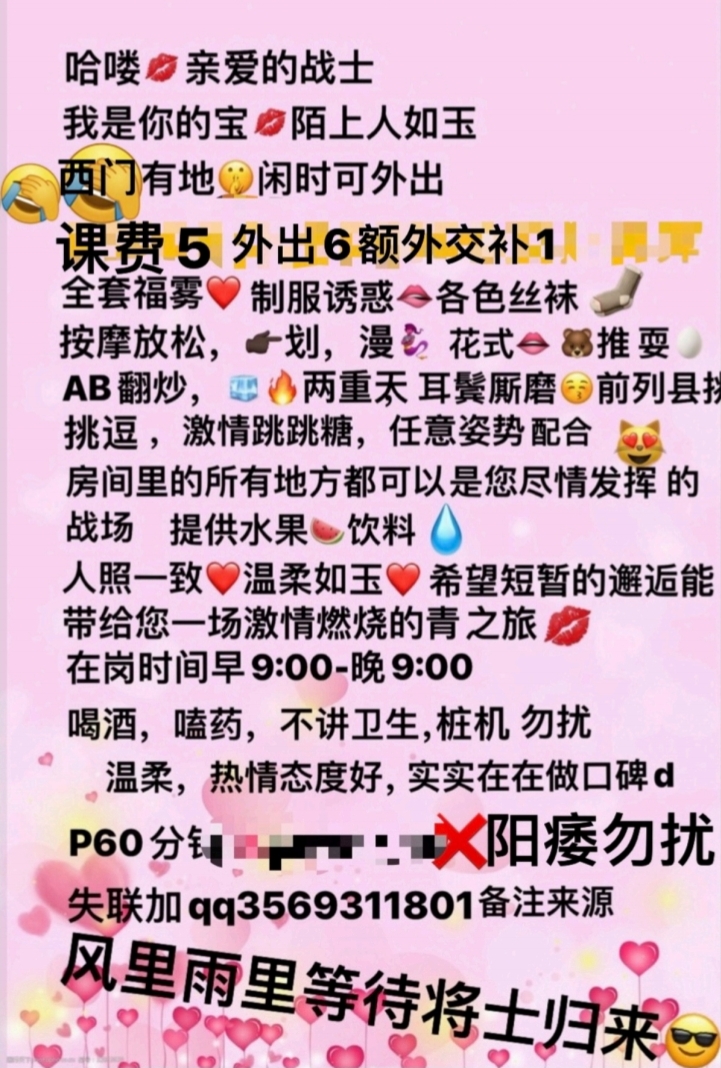 哈喽💋亲爱的战士
我是你的宝💋陌上人如玉
西门有地🤫闲时可外出
课费5 外出6额外交补1
全套福雾❤️制服诱惑👄各色丝袜🧦
按摩放松，👉🏿划，漫🧜‍♀️花式👄🐻推 耍🥚
AB翻炒，🧊🔥两重天 耳鬓厮磨😚前列县挑
挑逗，激情跳跳糖，任意姿势配合😻
房间里的所有地方都可以是您尽情发挥 的
战场 提供水果🍉饮料💧
人照一致❤️温柔如玉❤️希望短暂的邂逅能
带给您一场激情燃烧的青之旅💋
在岗时间早9:00-晚9:00
喝酒，嗑药，不讲卫生,桩机 勿扰
温柔，热情态度好，实实在在做口碑d
P60分钟❌阳痿勿扰
失联加qq3569311801备注来源
风里雨里等待将士归来😎